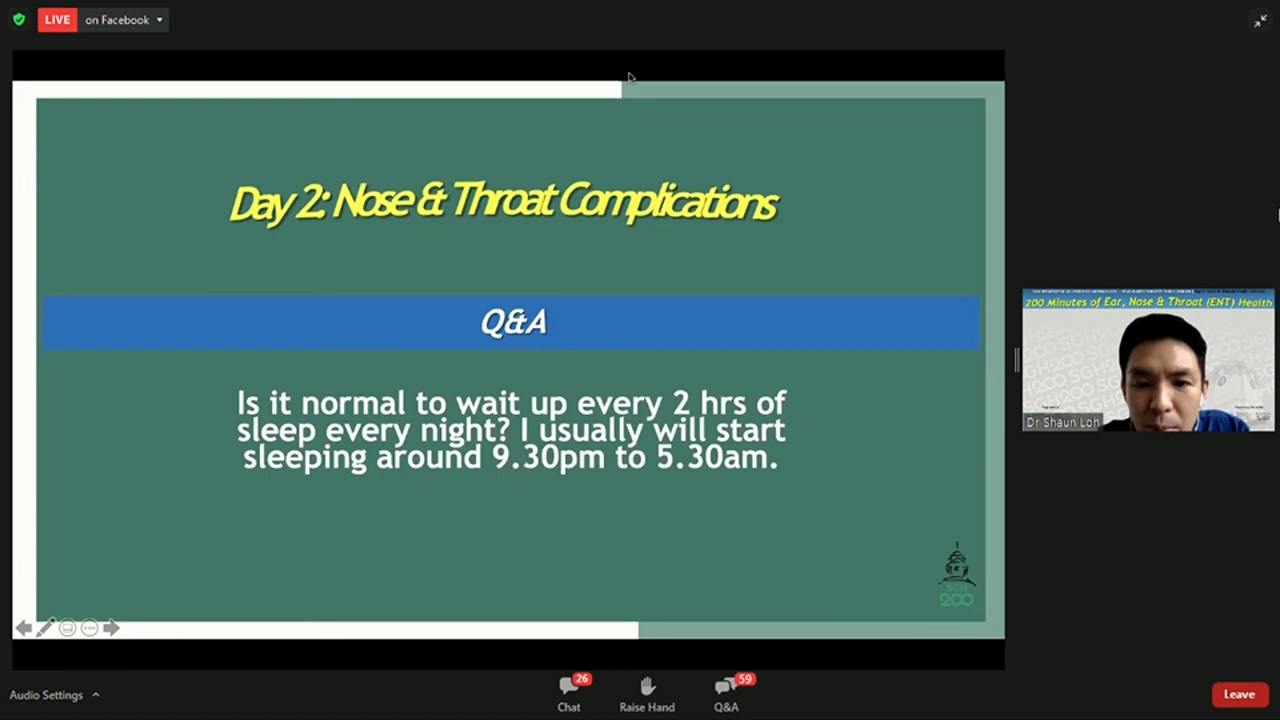 LIVE on Facebook
Day 2: Nose & Throat Complications
Q&A
Is it normal to wait up every 2 hrs of
sleep every night? I usually will start
sleeping around 9.30pm to 5.30am.
SGH
200
200 Minutes of Ear, Nose & Throat (ENT) Health
Dr Shaun Loh
Audio Settings
26
59
Chat
Raise Hand
Q&A
Leave